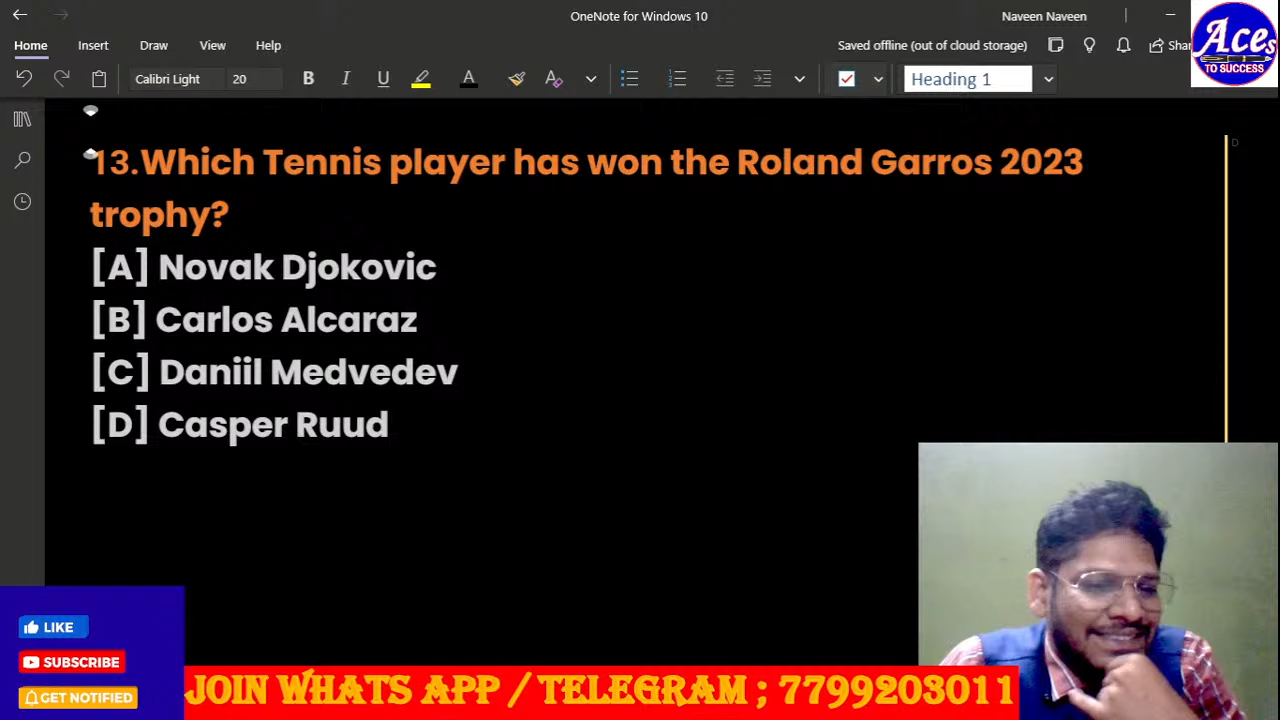 OneNote for Windows 10
Naveen Naveen
Home Insert Draw View Help
Saved offline (out of cloud storage)
Calibri Light 20 B I U A A Heading 1
Aces
TO SUCCESS
13.Which Tennis player has won the Roland Garros 2023
trophy?
[A] Novak Djokovic
[B] Carlos Alcaraz
[C] Daniil Medvedev
[D] Casper Ruud
LIKE
SUBSCRIBE
GET NOTIFIED
JOIN WHATS APP / TELEGRAM ; 7799203011